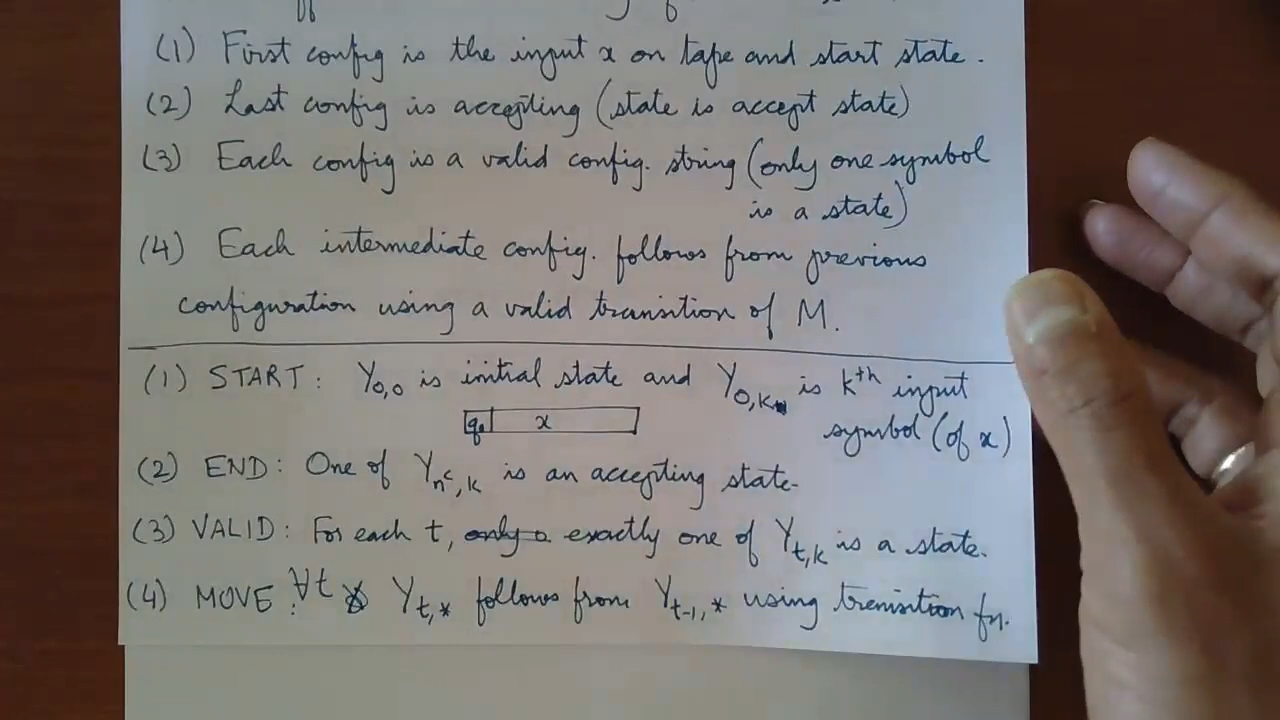 (1) First config is the input x on tape and start state.
(2) Last config is accepting (state is accept state)
(3) Each config is a valid config. string (only one symbol
is a state)
(4) Each intermediate config. follows from previous
configuration using a valid transition of M.
(1) START: Y0,0 is initial state and Y0,k is kth input
symbol (of x)
q0 x
(2) END: One of Yn^c,k is an accepting state.
(3) VALID: For each t, only a exactly one of Yt,k is a state.
(4) MOVE: ∀t Yt,* follows from Yt-1,* using transition fn.